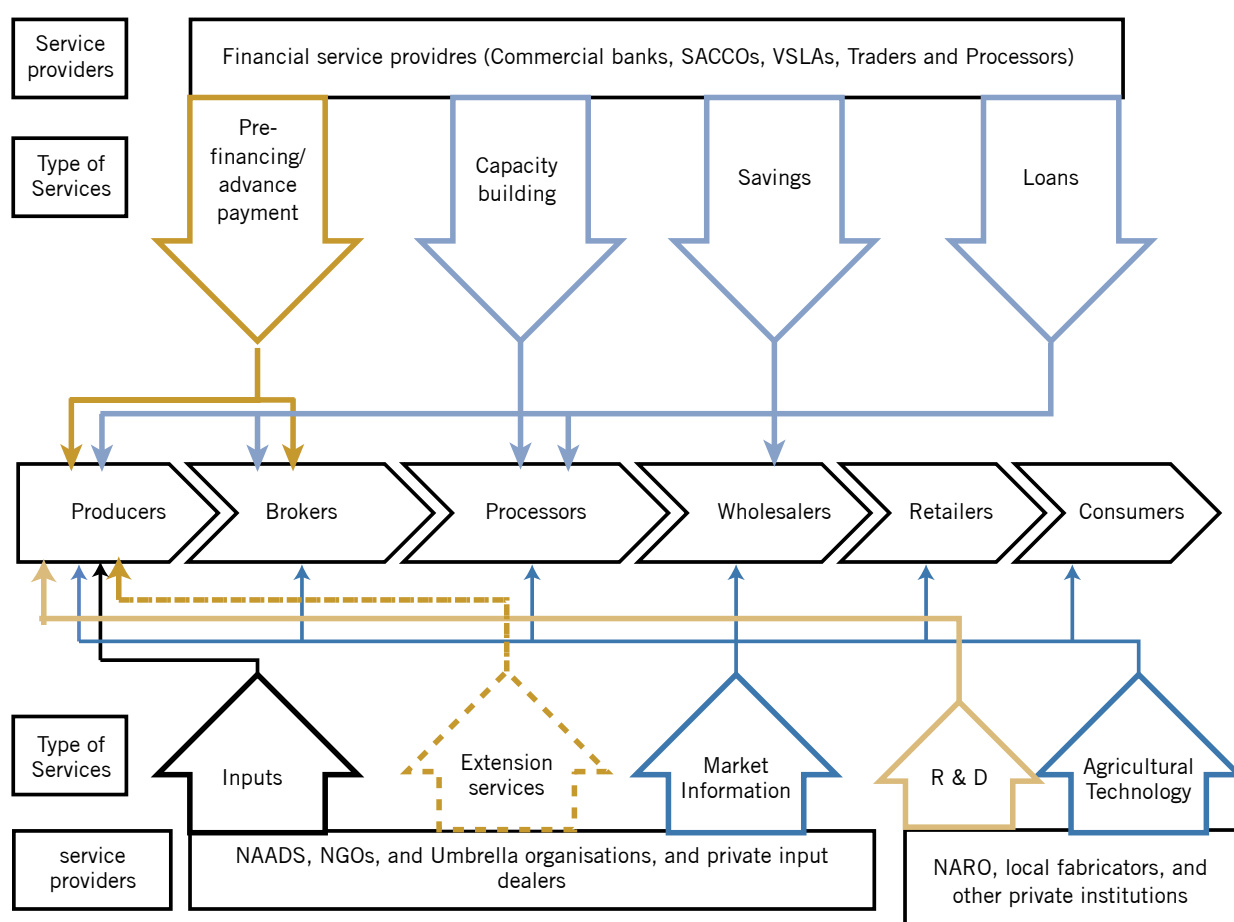 Service
providers
Financial service providres (Commercial banks, SACCOs, VSLAs, Traders and Processors)
Type of
Services
Pre-
financing/
advance
payment
Capacity
building
Savings
Loans
Producers
Brokers
Processors
Wholesalers
Retailers
Consumers
Type of
Services
Inputs
Extension
services
Market
Information
R & D
Agricultural
Technology
service
providers
NAADS, NGOs, and Umbrella organisations, and private input
dealers
NARO, local fabricators, and
other private institutions